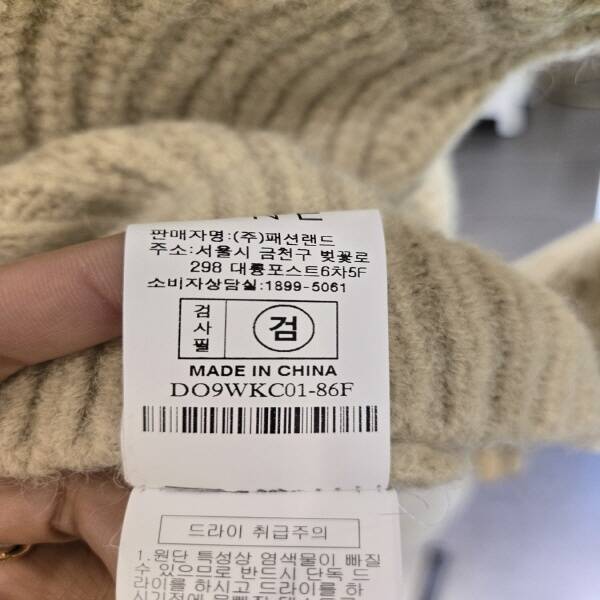 판매자명:(주)패션랜드
주소:서울시 금천구 벚꽃로
298 대륭포스트6차5F
소비자상담실:1899-5061
검사필
검
MADE IN CHINA
DO9WKC01-86F
드라이 취급주의
1.원단 특성상 염색물이 빠질
수 있으므로 반드시 단독 드
라이를 하시고 드라이를 하